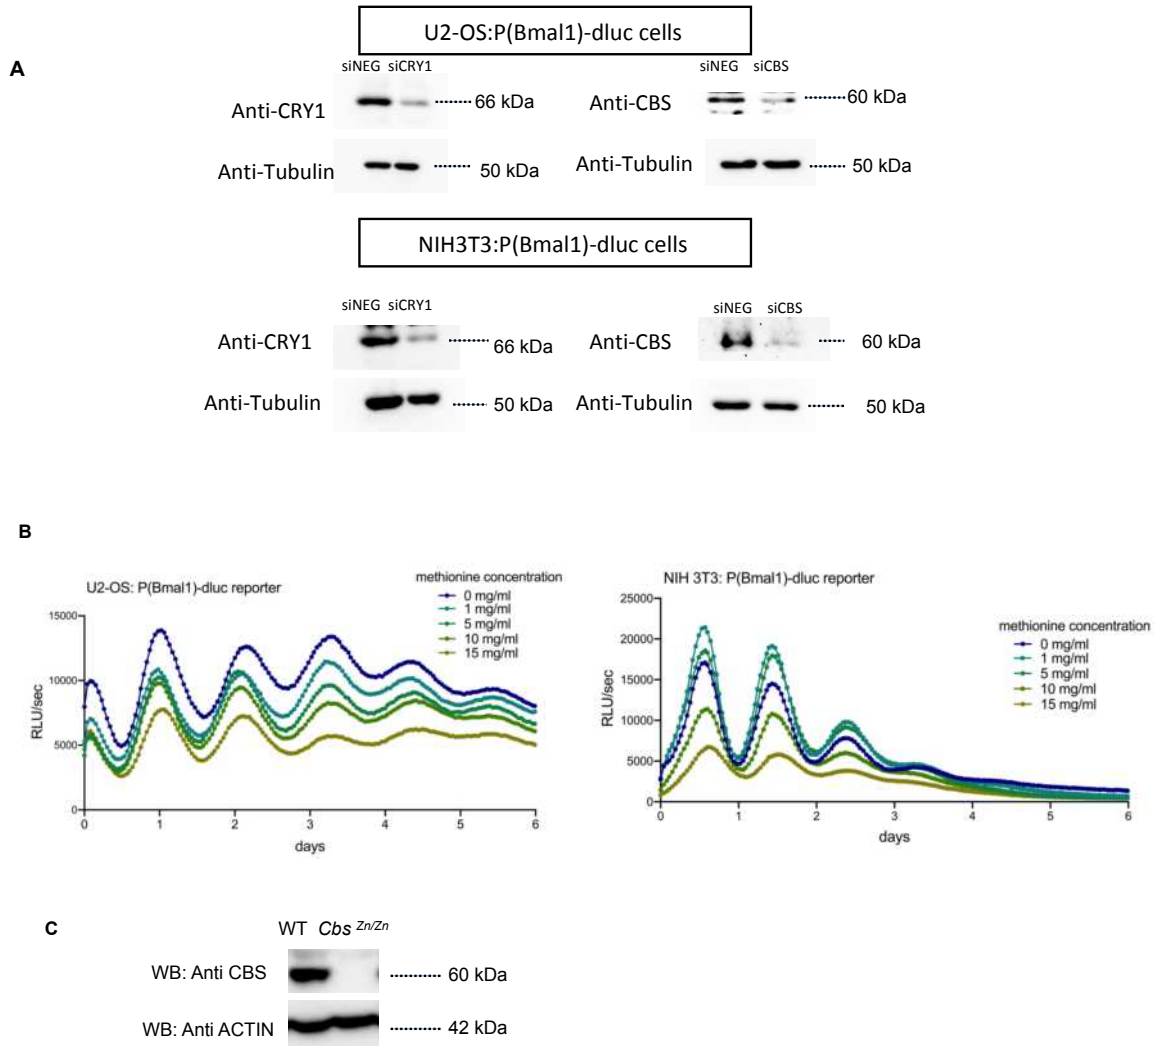 A
U2-OS:P(Bmal1)-dluc cells
siNEG siCRY1
Anti-CRY1
66 kDa
Anti-Tubulin
50 kDa
siNEG siCBS
Anti-CBS
60 kDa
Anti-Tubulin
50 kDa
NIH3T3:P(Bmal1)-dluc cells
siNEG siCRY1
Anti-CRY1
66 kDa
Anti-Tubulin
50 kDa
siNEG siCBS
Anti-CBS
60 kDa
Anti-Tubulin
50 kDa
B
U2-OS: P(Bmal1)-dluc reporter
methionine concentration
0 mg/ml
1 mg/ml
5 mg/ml
10 mg/ml
15 mg/ml
RLU/sec
15000
10000
5000
0
0 1 2 3 4 5 6
days
NIH 3T3: P(Bmal1)-dluc reporter
methionine concentration
0 mg/ml
1 mg/ml
5 mg/ml
10 mg/ml
15 mg/ml
RLU/sec
25000
20000
15000
10000
5000
0
0 1 2 3 4 5 6
days
C
WT Cbs Zn/Zn
WB: Anti CBS
60 kDa
WB: Anti ACTIN
42 kDa